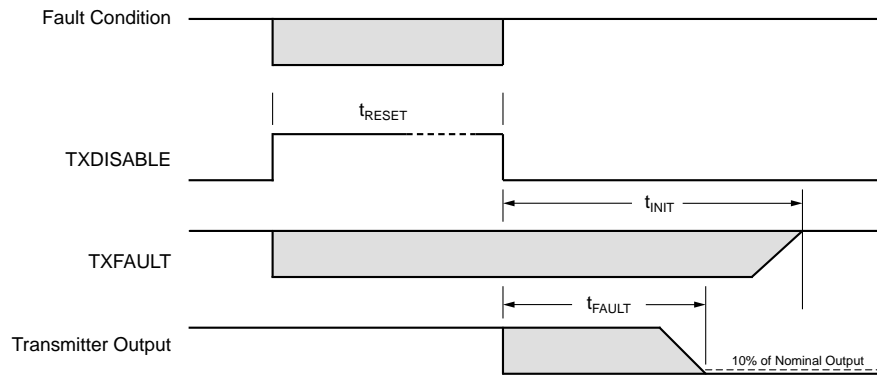 Fault Condition
tRESET
TXDISABLE
tINIT
TXFAULT
tFAULT
Transmitter Output
10% of Nominal Output